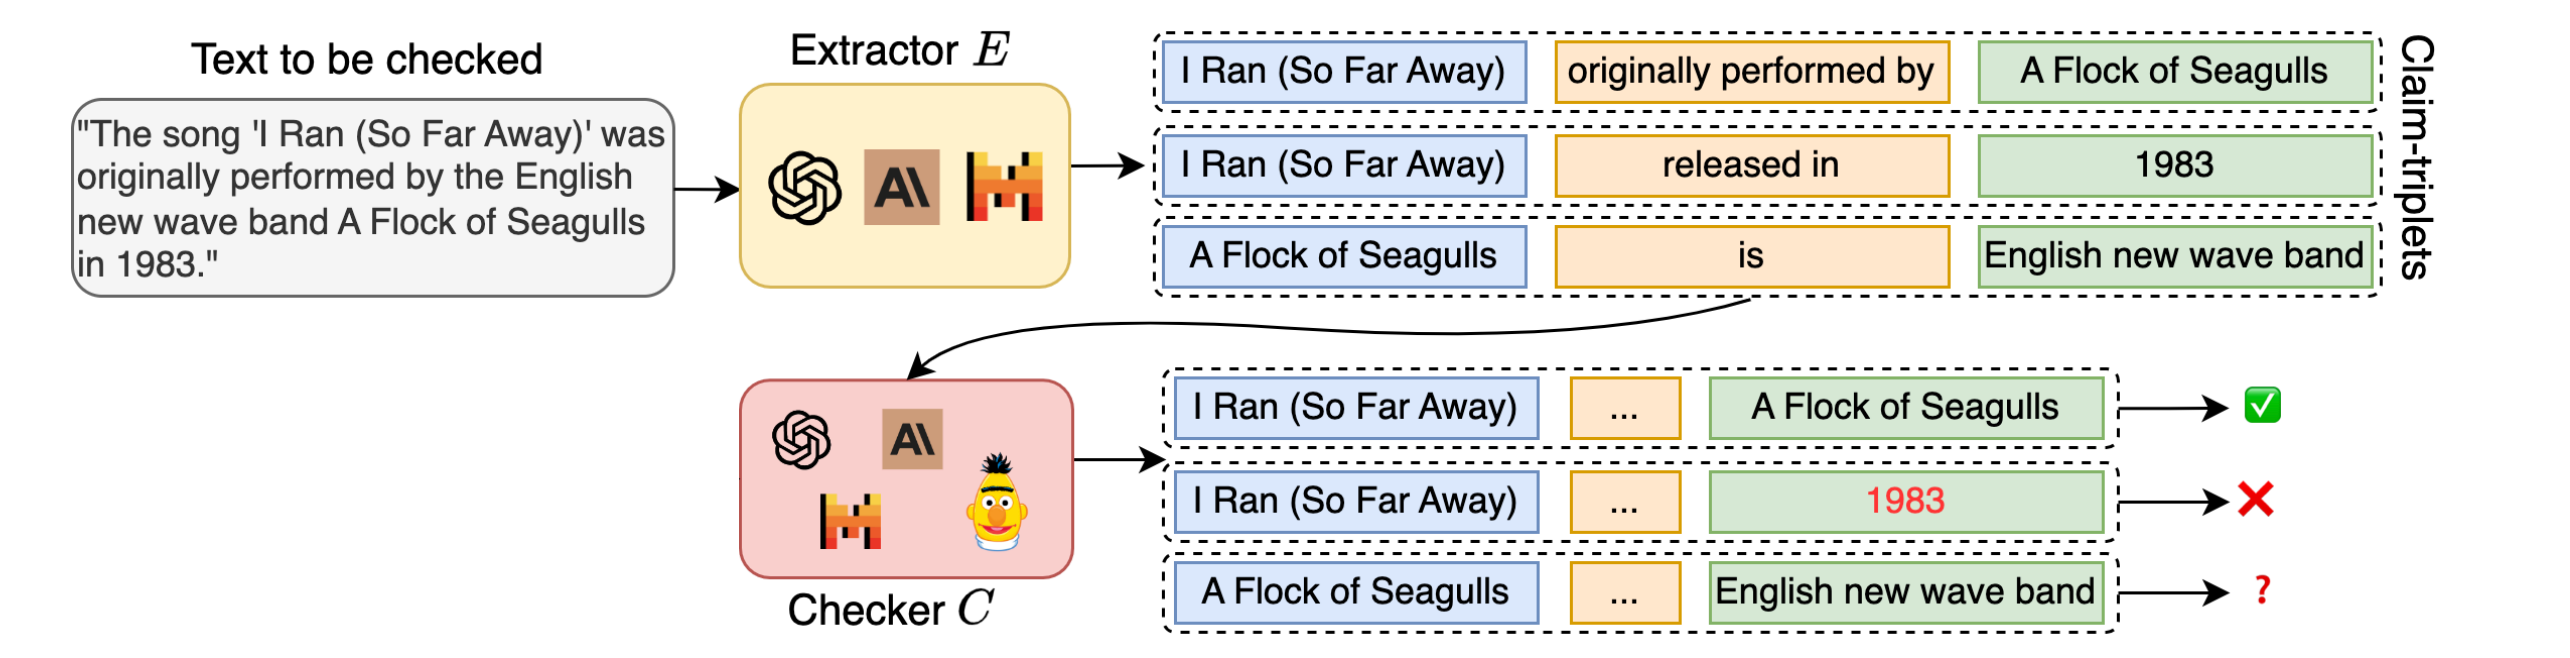 Text to be checked
"The song 'I Ran (So Far Away)' was
originally performed by the English
new wave band A Flock of Seagulls
in 1983."
Extractor E
AI
I Ran (So Far Away) originally performed by A Flock of Seagulls
I Ran (So Far Away) released in 1983
A Flock of Seagulls is English new wave band
Claim-triplets
AI
Checker C
I Ran (So Far Away) ... A Flock of Seagulls
I Ran (So Far Away) ... 1983
A Flock of Seagulls ... English new wave band
?